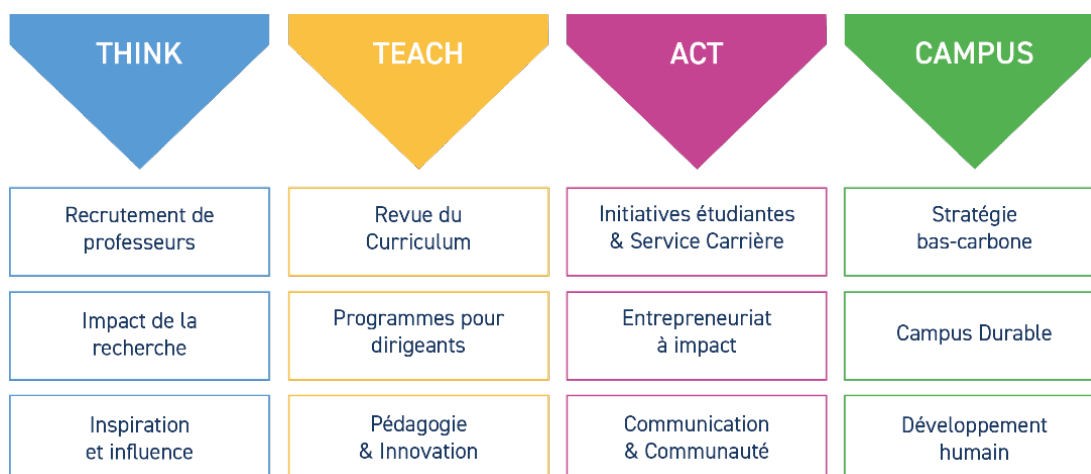 THINK
TEACH
ACT
CAMPUS
Recrutement de
professeurs
Revue du
Curriculum
Initiatives étudiantes
& Service Carrière
Stratégie
bas-carbone
Impact de la
recherche
Programmes pour
dirigeants
Entrepreneuriat
à impact
Campus Durable
Inspiration
et influence
Pédagogie
& Innovation
Communication
& Communauté
Développement
humain